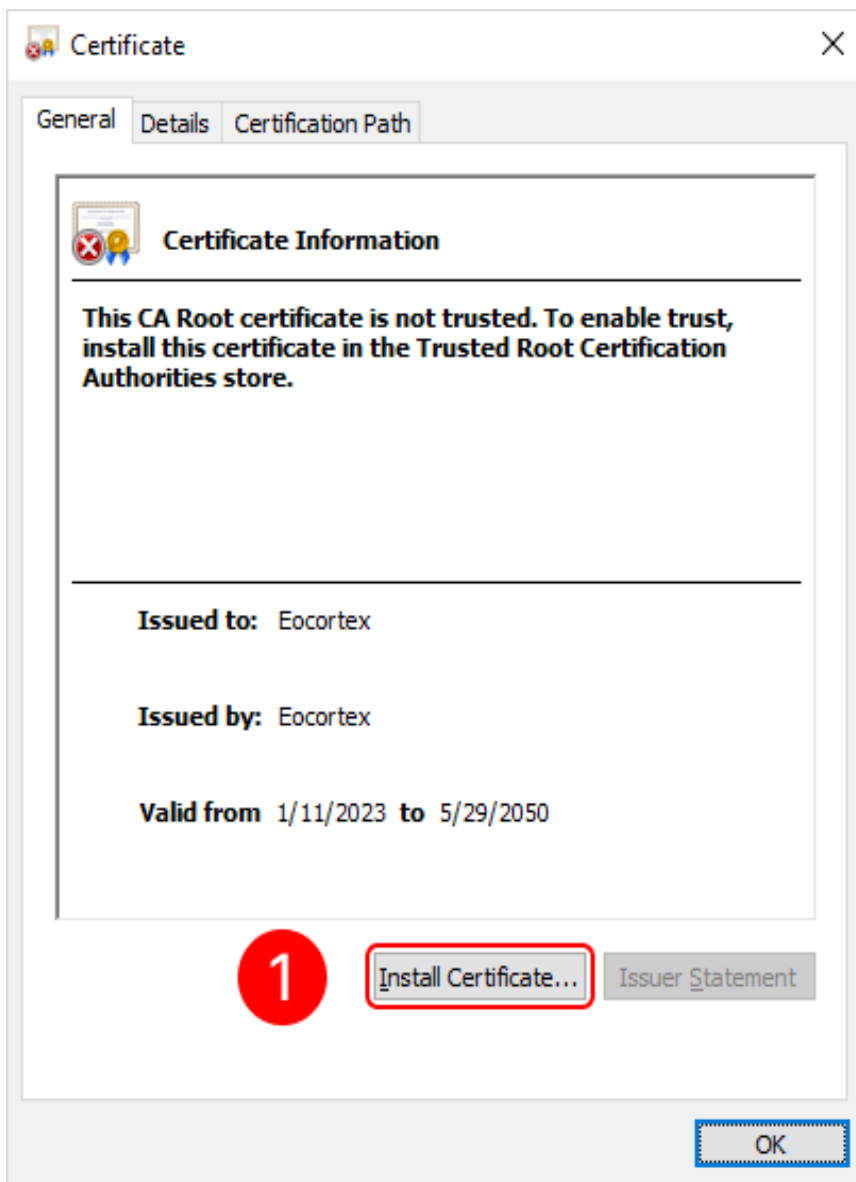 Certificate
General Details Certification Path
Certificate Information
This CA Root certificate is not trusted. To enable trust,
install this certificate in the Trusted Root Certification
Authorities store.
Issued to: Eocortex
Issued by: Eocortex
Valid from 1/11/2023 to 5/29/2050
1 Install Certificate... Issuer Statement
OK